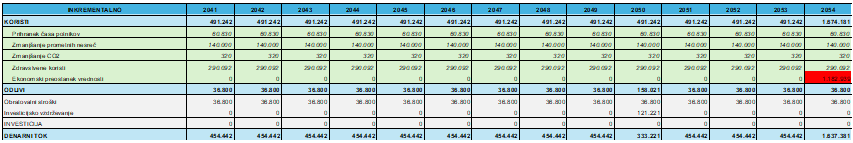 INKREMENTALNO 2041 2042 2043 2044 2045 2046 2047 2048 2049 2050 2051 2052 2053 2054
KORISTI 491.242 491.242 491.242 491.242 491.242 491.242 491.242 491.242 491.242 491.242 491.242 491.242 491.242 1.674.181
Prihranek časa potnikov 60.830 60.830 60.830 60.830 60.830 60.830 60.830 60.830 60.830 60.830 60.830 60.830 60.830 60.830
Zmanjšanje prometnih nesreč 140.000 140.000 140.000 140.000 140.000 140.000 140.000 140.000 140.000 140.000 140.000 140.000 140.000 140.000
Zmanjšanje CO2 320 320 320 320 320 320 320 320 320 320 320 320 320 320
Zdravstvene koristi 290.092 290.092 290.092 290.092 290.092 290.092 290.092 290.092 290.092 290.092 290.092 290.092 290.092 290.092
Ekonomski preostanek vrednosti 0 0 0 0 0 0 0 0 0 0 0 0 0
ODLIVI 36.800 36.800 36.800 36.800 36.800 36.800 36.800 36.800 36.800 158.021 36.800 36.800 36.800 36.800
Obratovalni stroški 36.800 36.800 36.800 36.800 36.800 36.800 36.800 36.800 36.800 36.800 36.800 36.800 36.800 36.800
Investicijsko vzdrževanje 0 0 0 0 0 0 0 0 0 121.221 0 0 0 0
INVESTICIJA 0 0 0 0 0 0 0 0 0 0 0 0 0 0
DENARNI TOK 454.442 454.442 454.442 454.442 454.442 454.442 454.442 454.442 454.442 333.221 454.442 454.442 454.442 1.637.381